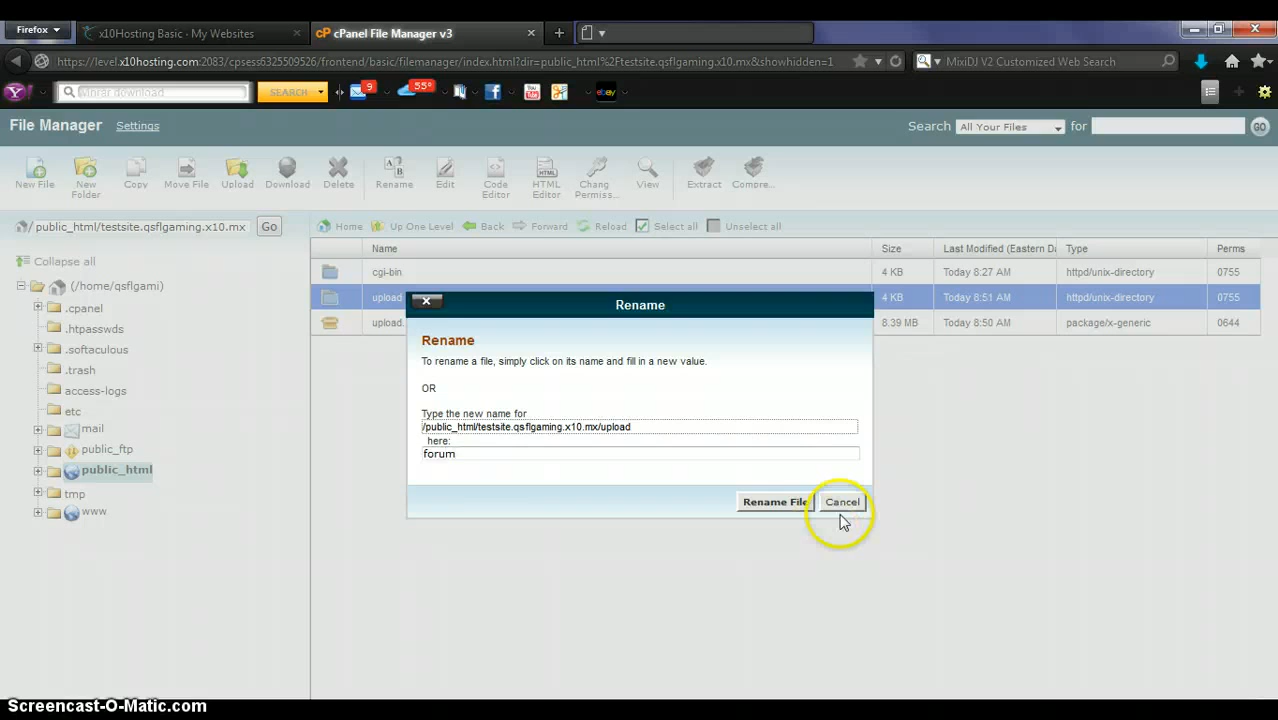 Firefox
x10Hosting Basic - My Websites
cPanel File Manager v3
https://level.x10hosting.com:2083/cpsess6325509526/frontend/basic/filemanager/index.html?dir=public_html%2Ftestsite.qsflgaming.x10.mx&showhidden=1
MixiDJ V2 Customized Web Search
download
SEARCH
9
55°
You Tube
ebay
File Manager
Settings
Search
All Your Files
for
GO
New File
New Folder
Copy
Move File
Upload
Download
Delete
Rename
Edit
Code Editor
HTML Editor
Chang Permiss...
View
Extract
Compre...
/ public_html/testsite.qsflgaming.x10.mx
Go
Home
Up One Level
Back
Forward
Reload
Select all
Unselect all
Collapse all
(/home/qsflgami)
.cpanel
.htpasswds
.softaculous
.trash
access-logs
etc
mail
public_ftp
public_html
tmp
www
Name
Size
Last Modified (Eastern Da
Type
Perms
cgi-bin
4 KB
Today 8:27 AM
httpd/unix-directory
0755
upload
4 KB
Today 8:51 AM
httpd/unix-directory
0755
upload.
8.39 MB
Today 8:50 AM
package/x-generic
0644
Rename
Rename
To rename a file, simply click on its name and fill in a new value.
OR
Type the new name for
/public_html/testsite.qsflgaming.x10.mx/upload
here:
forum
Rename File
Cancel
Screencast-O-Matic.com